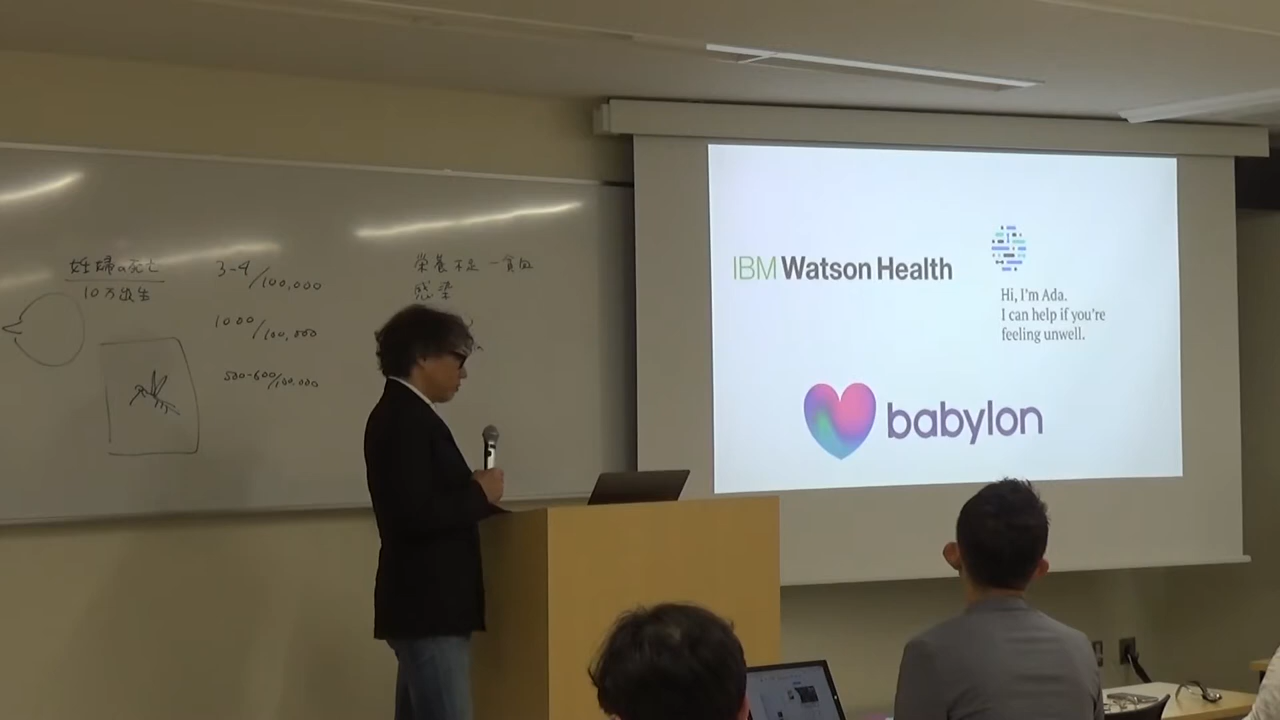 妊婦の死亡
10万出生
3-4/100,000
1000/100,000
500-600/100,000
栄養不足 - 貧血
感染
IBM Watson Health
Hi, I'm Ada.
I can help if you're
feeling unwell.
babylon